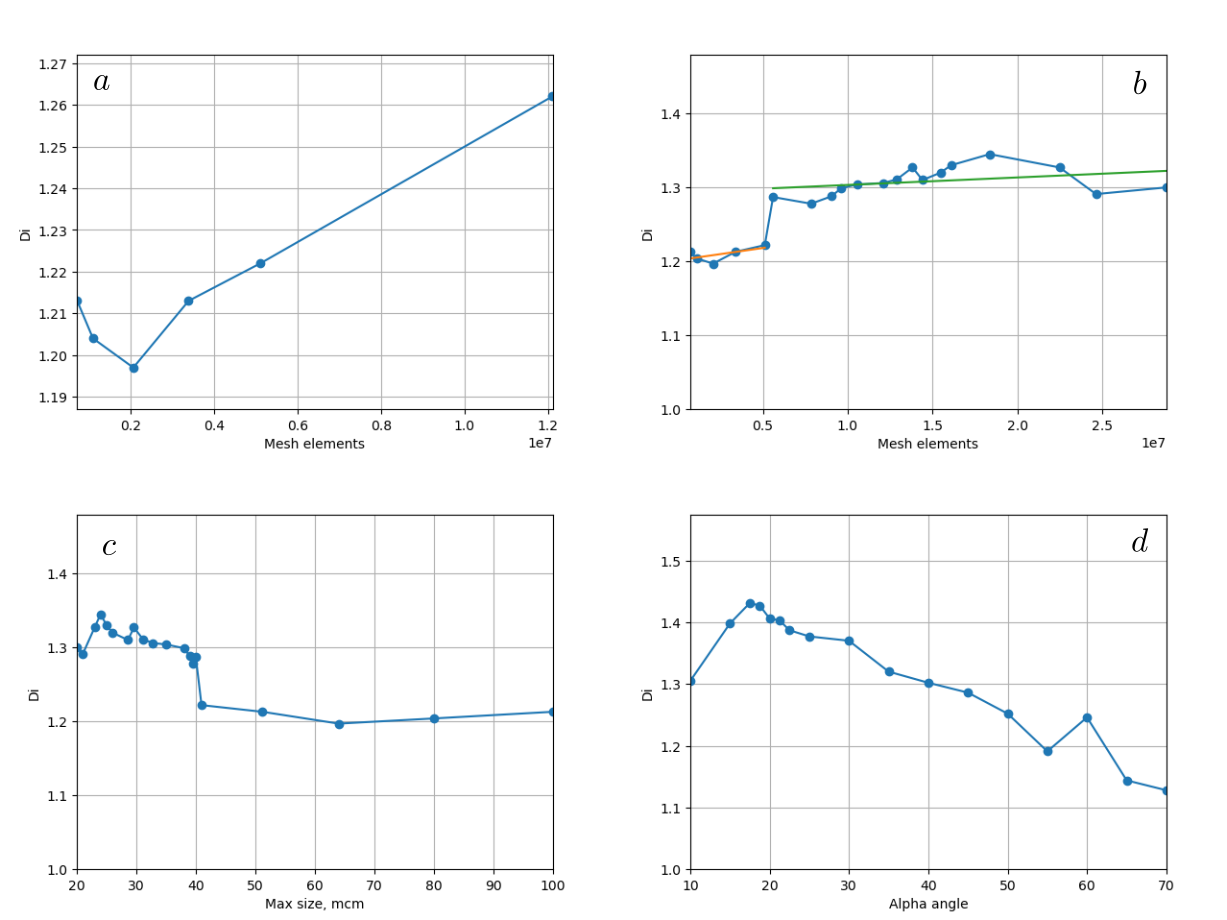 a
1.27
1.26
1.25
1.24
1.23
1.22
1.21
1.20
1.19
Di
0.2 0.4 0.6 0.8 1.0 1.2
Mesh elements 1e7
b
1.4
1.3
1.2
1.1
1.0
Di
0.5 1.0 1.5 2.0 2.5
Mesh elements 1e7
c
1.4
1.3
1.2
1.1
1.0
Di
20 30 40 50 60 70 80 90 100
Max size, mcm
d
1.5
1.4
1.3
1.2
1.1
1.0
Di
10 20 30 40 50 60 70
Alpha angle